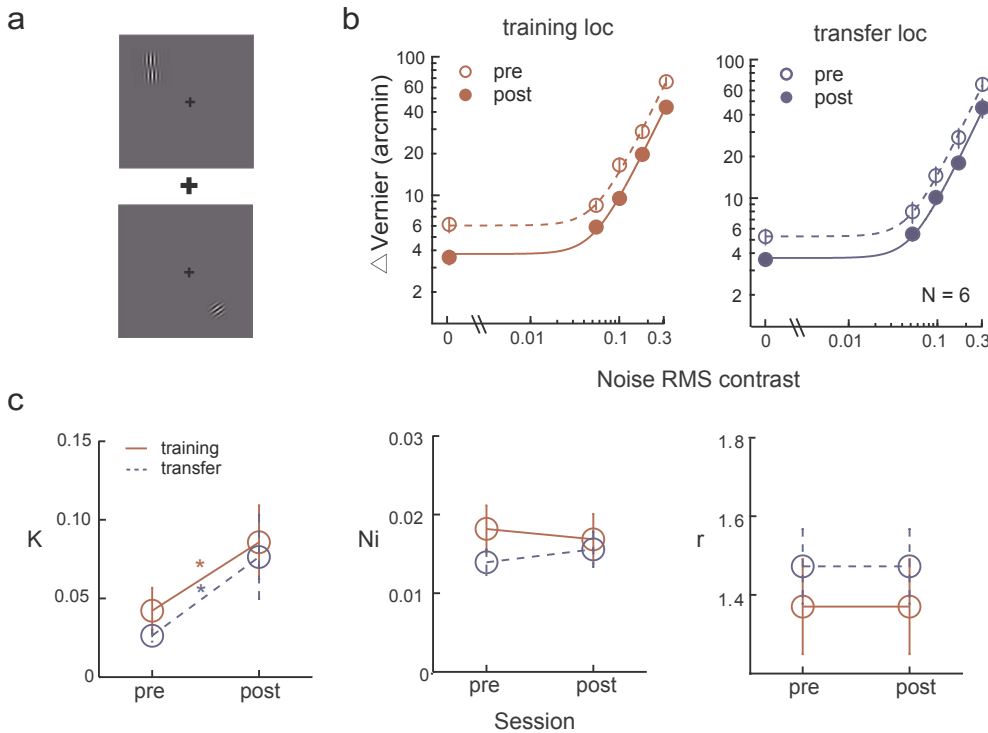 a
b
training loc
transfer loc
△ Vernier (arcmin)
100
60
40
20
10
6
4
2
pre
post
0
0.01
0.1
0.3
100
60
40
20
10
6
4
2
pre
post
N = 6
0
0.01
0.1
0.3
Noise RMS contrast
c
K
0.15
0.10
0.05
0
training
transfer
*
*
pre
post
Ni
0.03
0.02
0.01
0
pre
post
r
1.8
1.6
1.4
pre
post
Session